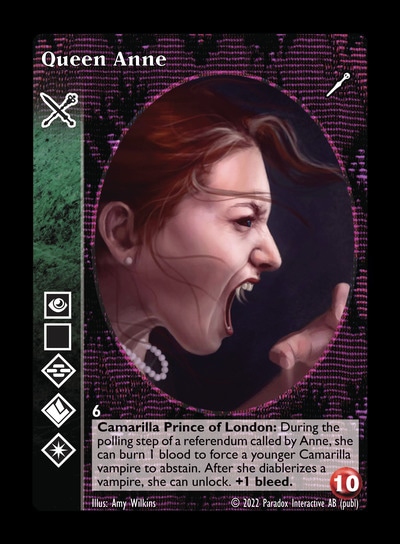 Queen Anne
6
Camarilla Prince of London: During the
polling step of a referendum called by Anne, she
can burn 1 blood to force a younger Camarilla
vampire to abstain. After she diablerizes a
vampire, she can unlock. +1 bleed.
10
Illus: Amy Wilkins
© 2022 Paradox Interactive AB (publ)